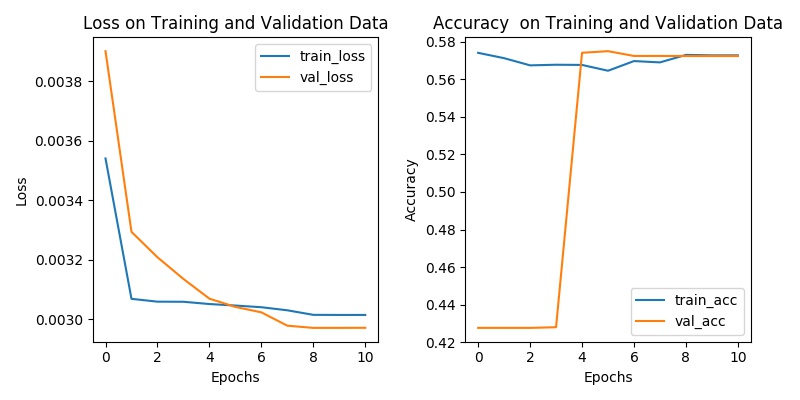 Loss on Training and Validation Data
train_loss
val_loss
0.0038
0.0036
0.0034
0.0032
0.0030
Loss
0 2 4 6 8 10
Epochs
Accuracy  on Training and Validation Data
0.58
0.56
0.54
0.52
0.50
0.48
0.46
0.44
0.42
Accuracy
train_acc
val_acc
0 2 4 6 8 10
Epochs